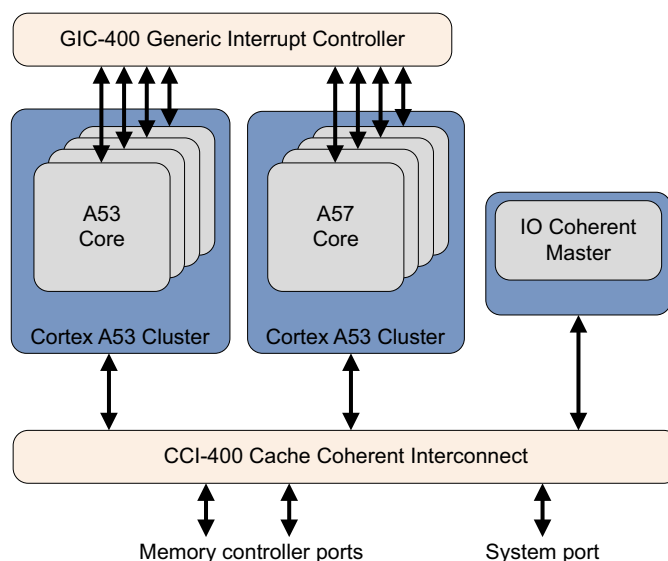 GIC-400 Generic Interrupt Controller
A53
Core
A57
Core
IO Coherent
Master
Cortex A53 Cluster
Cortex A53 Cluster
CCI-400 Cache Coherent Interconnect
Memory controller ports
System port